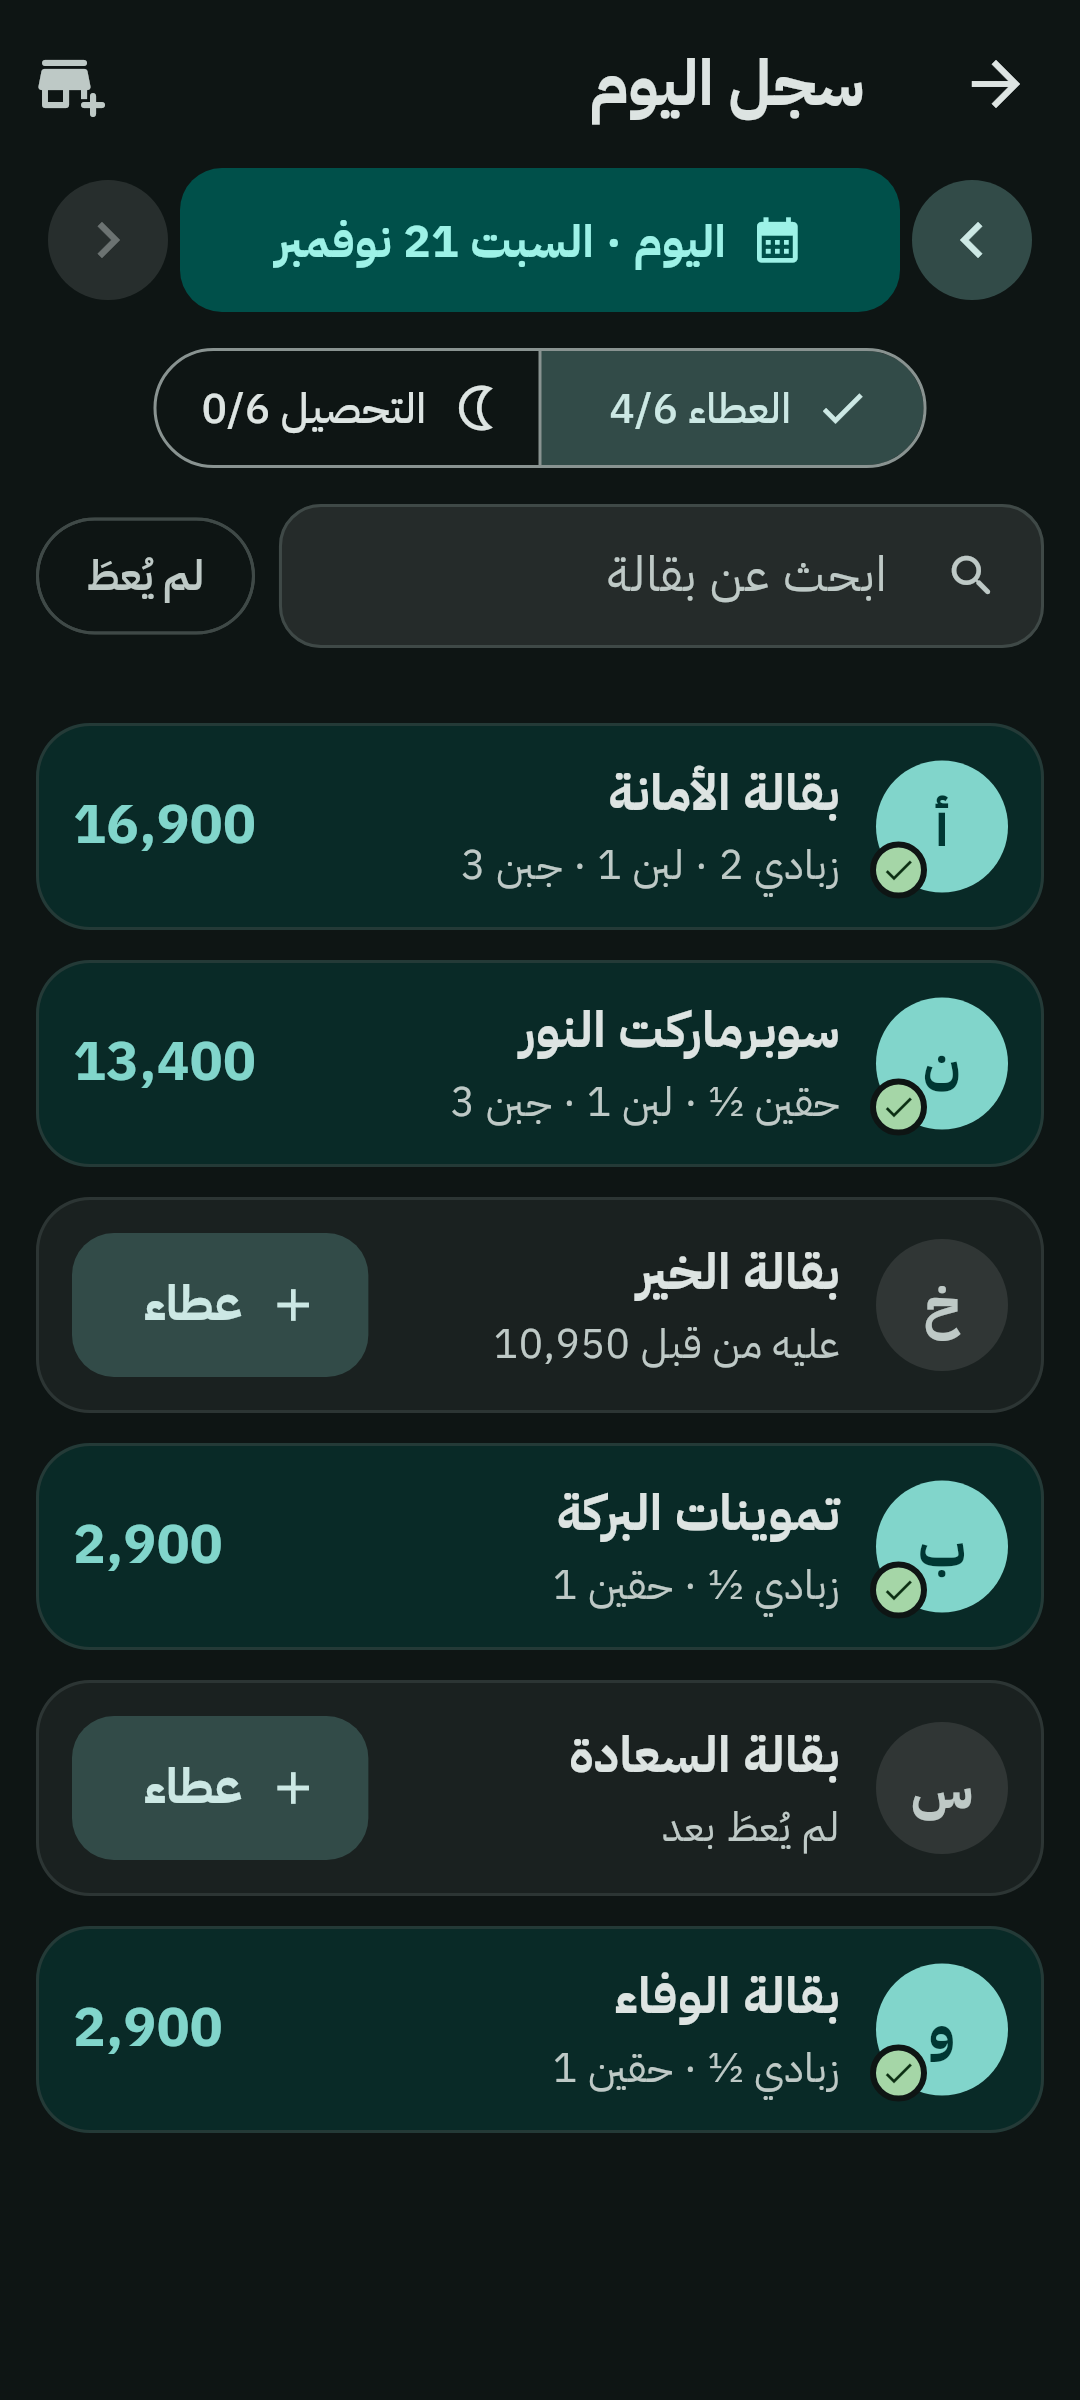 سجل اليوم
اليوم · السبت 21 نوفمبر
العطاء 4/6
التحصيل 0/6
ابحث عن بقالة
لم يُعطَ
أ
بقالة الأمانة
زبادي 2 · لبن 1 · جبن 3
16,900
ن
سوبرماركت النور
حقين ½ · لبن 1 · جبن 3
13,400
خ
بقالة الخير
عليه من قبل 10,950
عطاء
ب
تموينات البركة
زبادي ½ · حقين 1
2,900
س
بقالة السعادة
لم يُعطَ بعد
عطاء
و
بقالة الوفاء
زبادي ½ · حقين 1
2,900